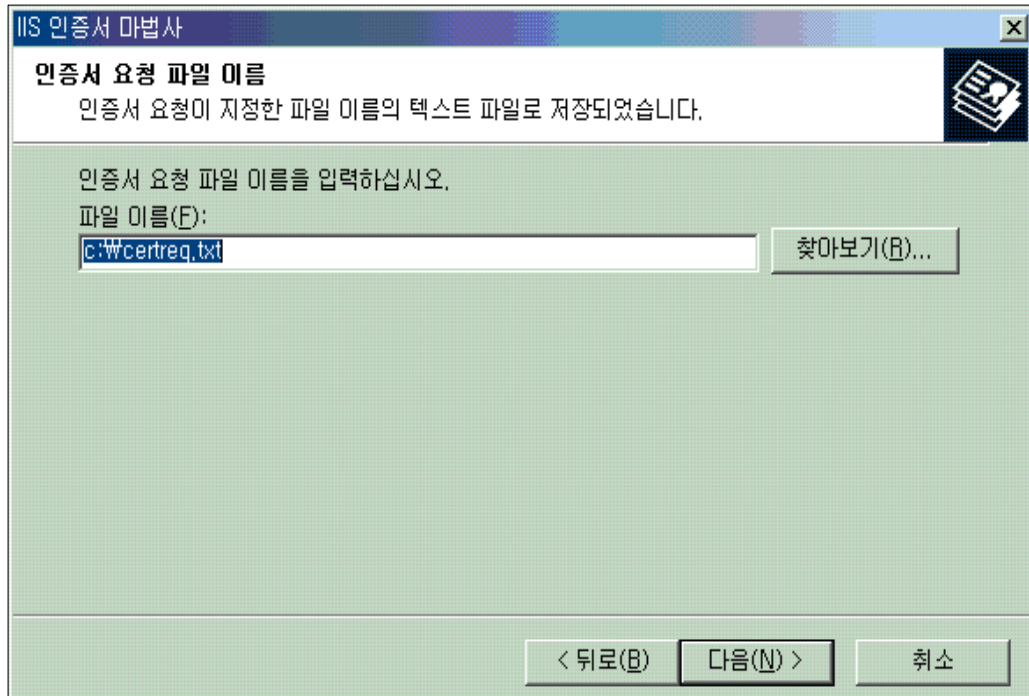 IIS 인증서 마법사
인증서 요청 파일 이름
인증서 요청이 지정한 파일 이름의 텍스트 파일로 저장되었습니다.
인증서 요청 파일 이름을 입력하십시오.
파일 이름(F):
c:₩certreq.txt
찾아보기(R)...
< 뒤로(B)
다음(N) >
취소